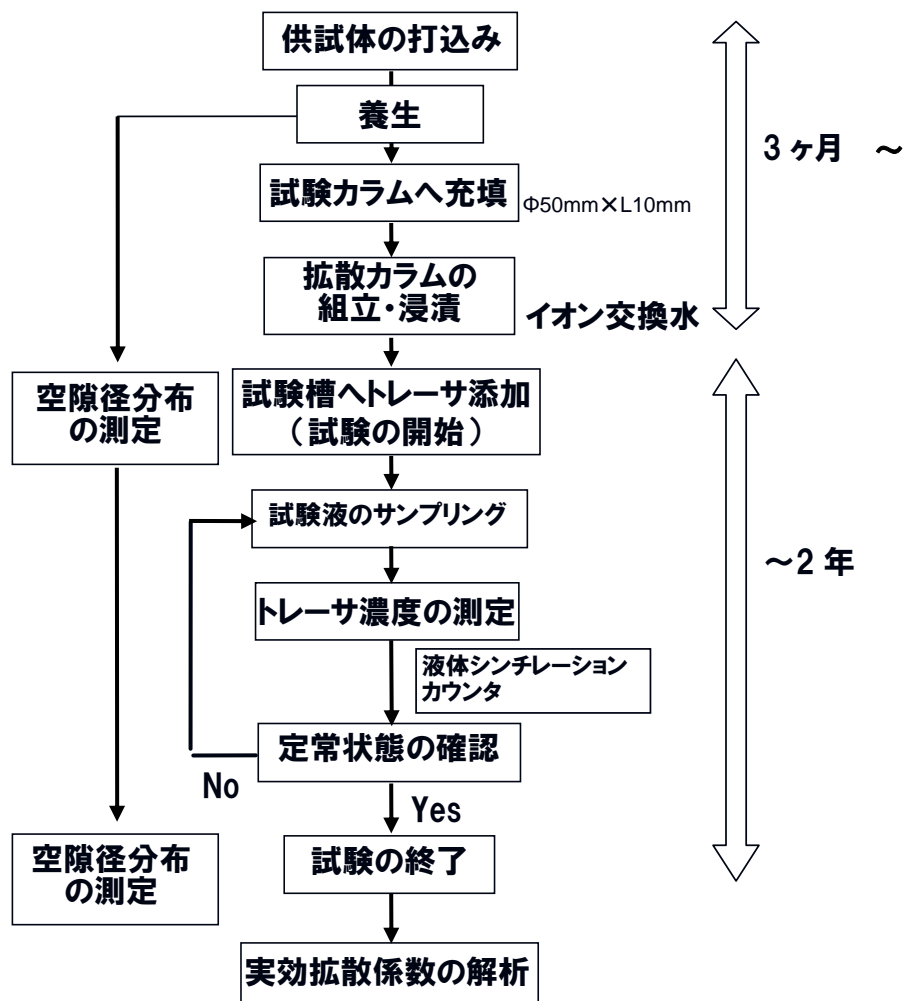 供試体の打込み
養生
3ヶ月 ～
試験カラムへ充填
Φ50mm×L10mm
拡散カラムの
組立・浸漬
イオン交換水
空隙径分布
の測定
試験槽へトレーサ添加
（試験の開始）
試験液のサンプリング
～2年
トレーサ濃度の測定
液体シンチレーション
カウンタ
定常状態の確認
No
Yes
空隙径分布
の測定
試験の終了
実効拡散係数の解析